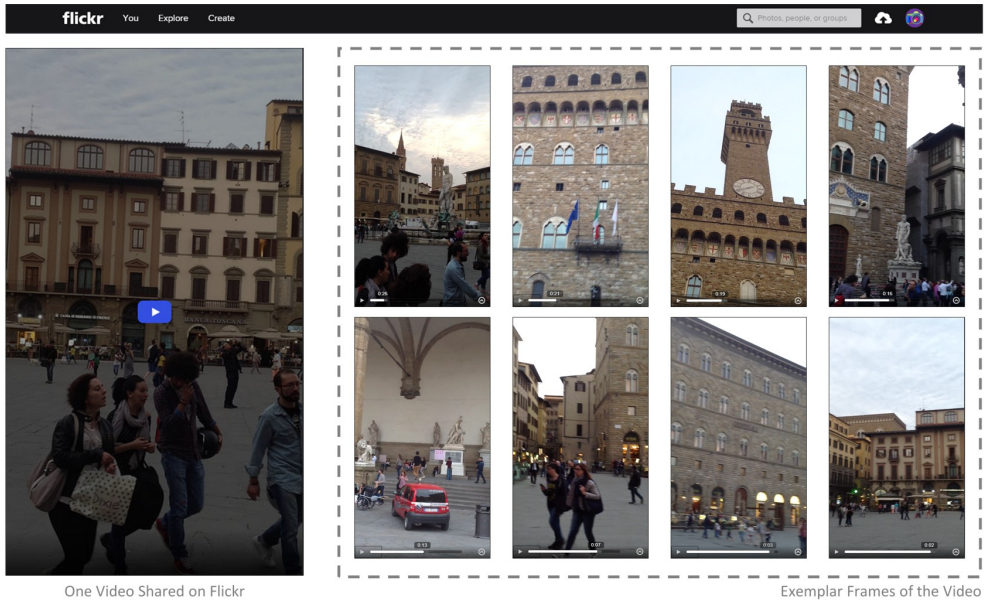 flickr You Explore Create Photos, people, or groups
0:26 0:21 0:19 0:16
0:13 0:07 0:03 0:02
One Video Shared on Flickr
Exemplar Frames of the Video